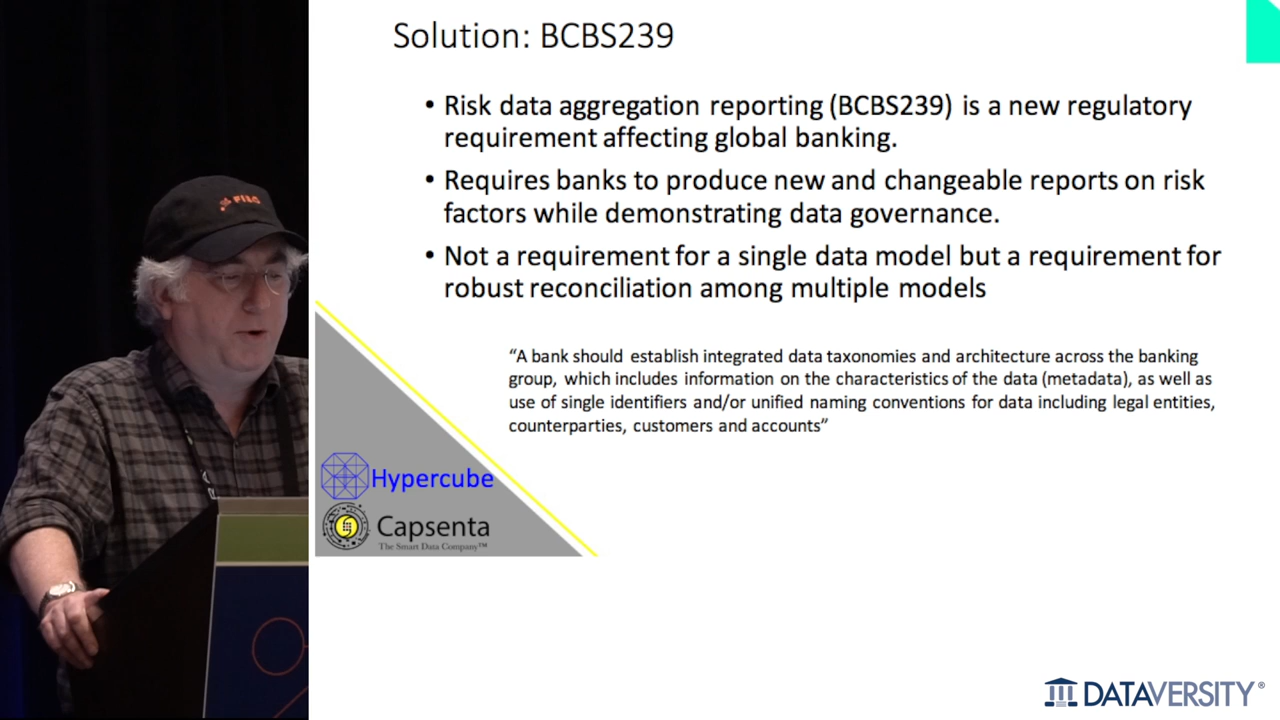 Solution: BCBS239
• Risk data aggregation reporting (BCBS239) is a new regulatory
requirement affecting global banking.
• Requires banks to produce new and changeable reports on risk
factors while demonstrating data governance.
• Not a requirement for a single data model but a requirement for
robust reconciliation among multiple models
“A bank should establish integrated data taxonomies and architecture across the banking
group, which includes information on the characteristics of the data (metadata), as well as
use of single identifiers and/or unified naming conventions for data including legal entities,
counterparties, customers and accounts”
Hypercube
Capsenta
The Smart Data Company™
DATAVERSITY®